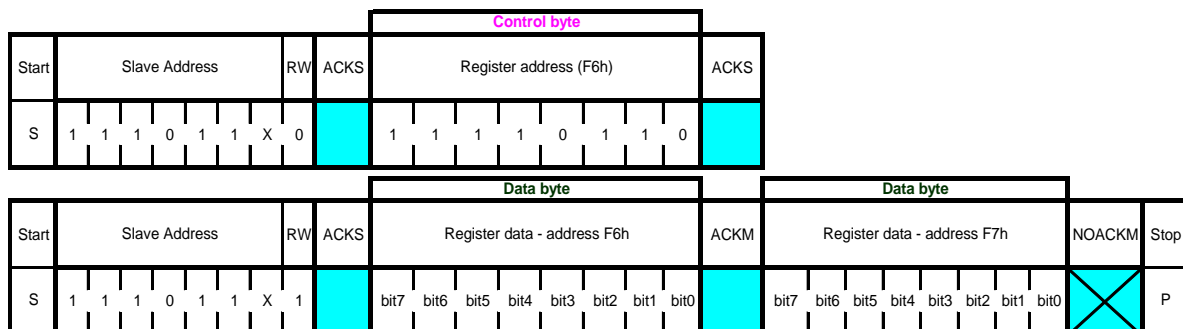 Control byte
Start Slave Address RW ACKS Register address (F6h) ACKS
S 1 1 1 0 1 1 X 0 1 1 1 1 0 1 1 0
Data byte Data byte
Start Slave Address RW ACKS Register data - address F6h ACKM Register data - address F7h NOACKM Stop
S 1 1 1 0 1 1 X 1 bit7 bit6 bit5 bit4 bit3 bit2 bit1 bit0 bit7 bit6 bit5 bit4 bit3 bit2 bit1 bit0 P